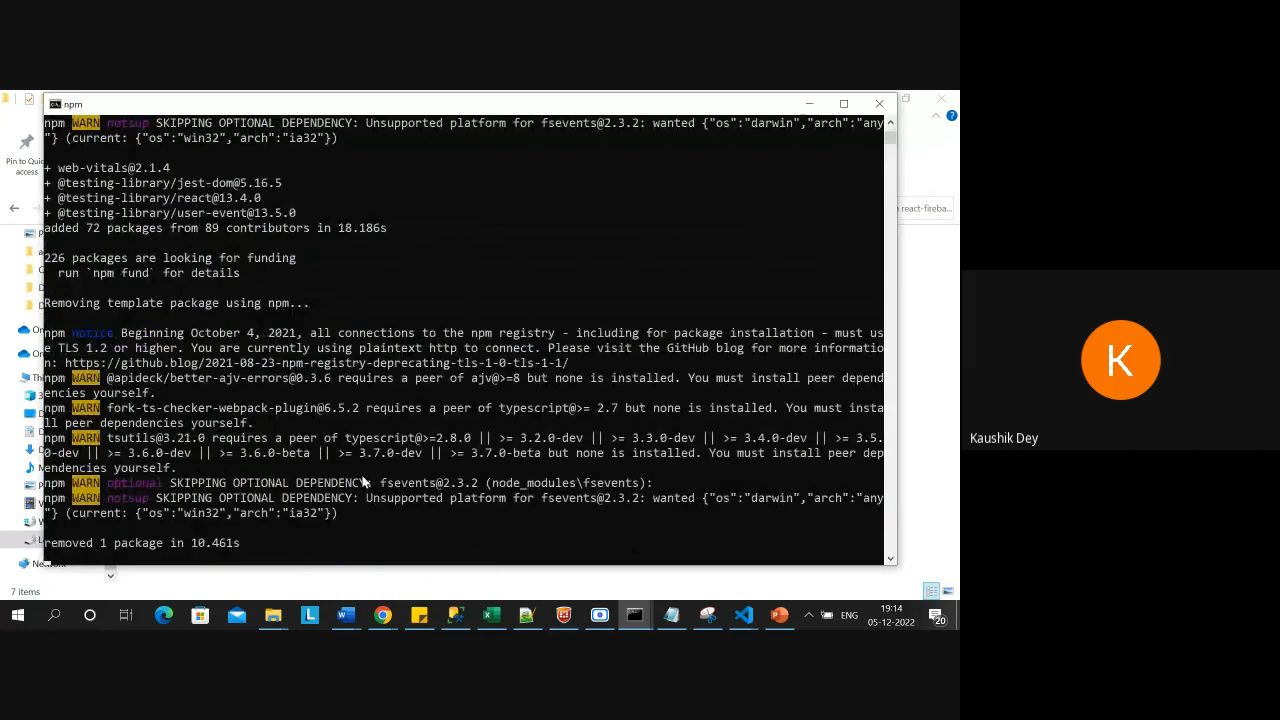 npm
npm WARN notsup SKIPPING OPTIONAL DEPENDENCY: Unsupported platform for fsevents@2.3.2: wanted {"os":"darwin","arch":"any
"} (current: {"os":"win32","arch":"ia32"})
+ web-vitals@2.1.4
+ @testing-library/jest-dom@5.16.5
+ @testing-library/react@13.4.0
+ @testing-library/user-event@13.5.0
added 72 packages from 89 contributors in 18.186s
226 packages are looking for funding
run `npm fund` for details
Removing template package using npm...
npm notice Beginning October 4, 2021, all connections to the npm registry - including for package installation - must us
e TLS 1.2 or higher. You are currently using plaintext http to connect. Please visit the GitHub blog for more informatio
n: https://github.blog/2021-08-23-npm-registry-deprecating-tls-1-0-tls-1-1/
npm WARN @apideck/better-ajv-errors@0.3.6 requires a peer of ajv@>=8 but none is installed. You must install peer depend
encies yourself.
npm WARN fork-ts-checker-webpack-plugin@6.5.2 requires a peer of typescript@>= 2.7 but none is installed. You must insta
ll peer dependencies yourself.
npm WARN tsutils@3.21.0 requires a peer of typescript@>=2.8.0 || >= 3.2.0-dev || >= 3.3.0-dev || >= 3.4.0-dev || >= 3.5.
0-dev || >= 3.6.0-dev || >= 3.6.0-beta || >= 3.7.0-dev || >= 3.7.0-beta but none is installed. You must install peer dep
endencies yourself.
npm WARN optional SKIPPING OPTIONAL DEPENDENCY: fsevents@2.3.2 (node_modules\fsevents):
npm WARN notsup SKIPPING OPTIONAL DEPENDENCY: Unsupported platform for fsevents@2.3.2: wanted {"os":"darwin","arch":"any
"} (current: {"os":"win32","arch":"ia32"})
removed 1 package in 10.461s
Pin to Quic
access
n react-fireba...
On
On
Thi
Netw
7 items
ENG
19:14
05-12-2022
20
K
Kaushik Dey